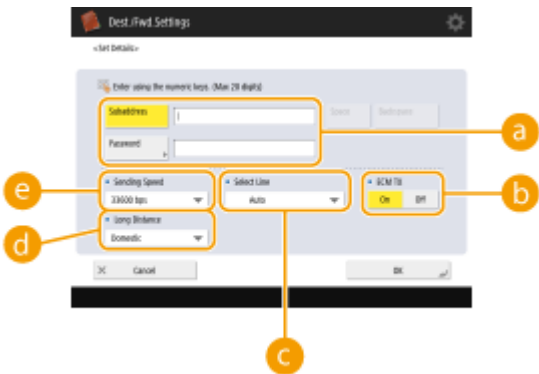 Dest./Fwd. Settings
<Set Details>
Enter using the numeric keys. (Max 20 digits)
Subaddress
Space
Backspace
Password
a
e
Sending Speed
Select Line
ECM TX
b
33600 bps
Auto
On
Off
d
Long Distance
Domestic
Cancel
OK
c